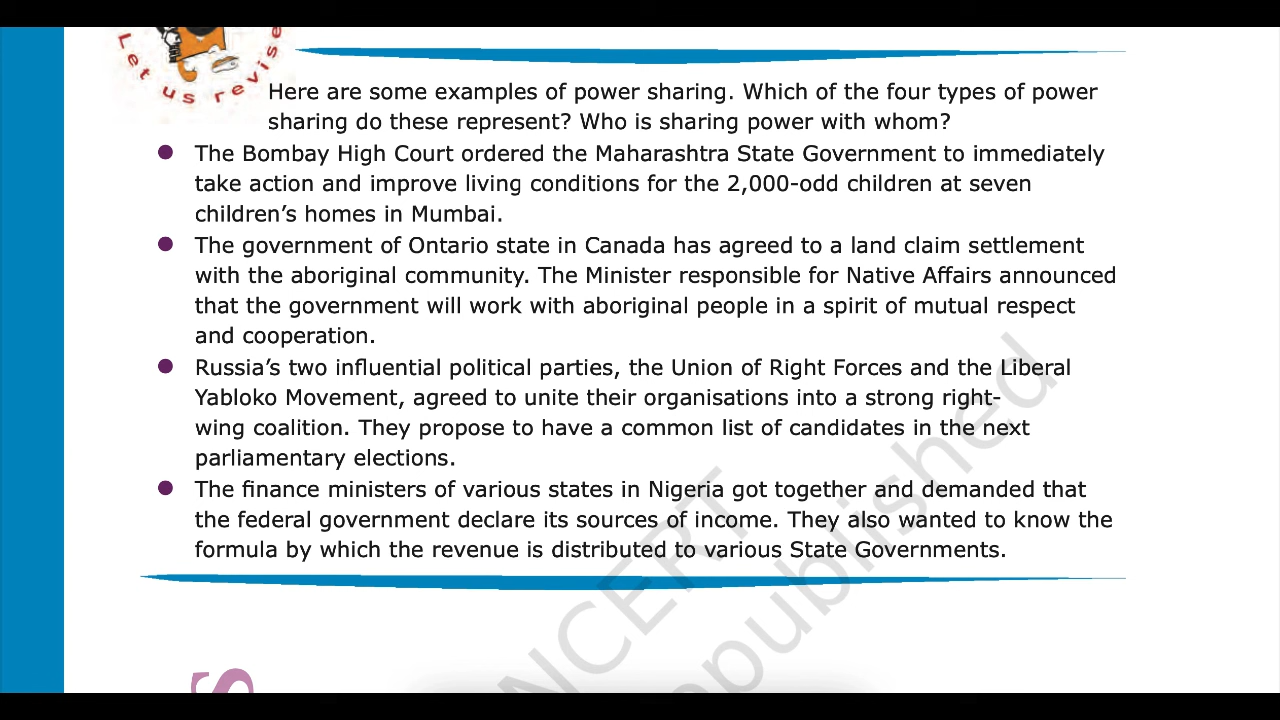 Let us revise
Here are some examples of power sharing. Which of the four types of power
sharing do these represent? Who is sharing power with whom?
● The Bombay High Court ordered the Maharashtra State Government to immediately
take action and improve living conditions for the 2,000-odd children at seven
children’s homes in Mumbai.
● The government of Ontario state in Canada has agreed to a land claim settlement
with the aboriginal community. The Minister responsible for Native Affairs announced
that the government will work with aboriginal people in a spirit of mutual respect
and cooperation.
● Russia’s two influential political parties, the Union of Right Forces and the Liberal
Yabloko Movement, agreed to unite their organisations into a strong right-
wing coalition. They propose to have a common list of candidates in the next
parliamentary elections.
● The finance ministers of various states in Nigeria got together and demanded that
the federal government declare its sources of income. They also wanted to know the
formula by which the revenue is distributed to various State Governments.
NCERT